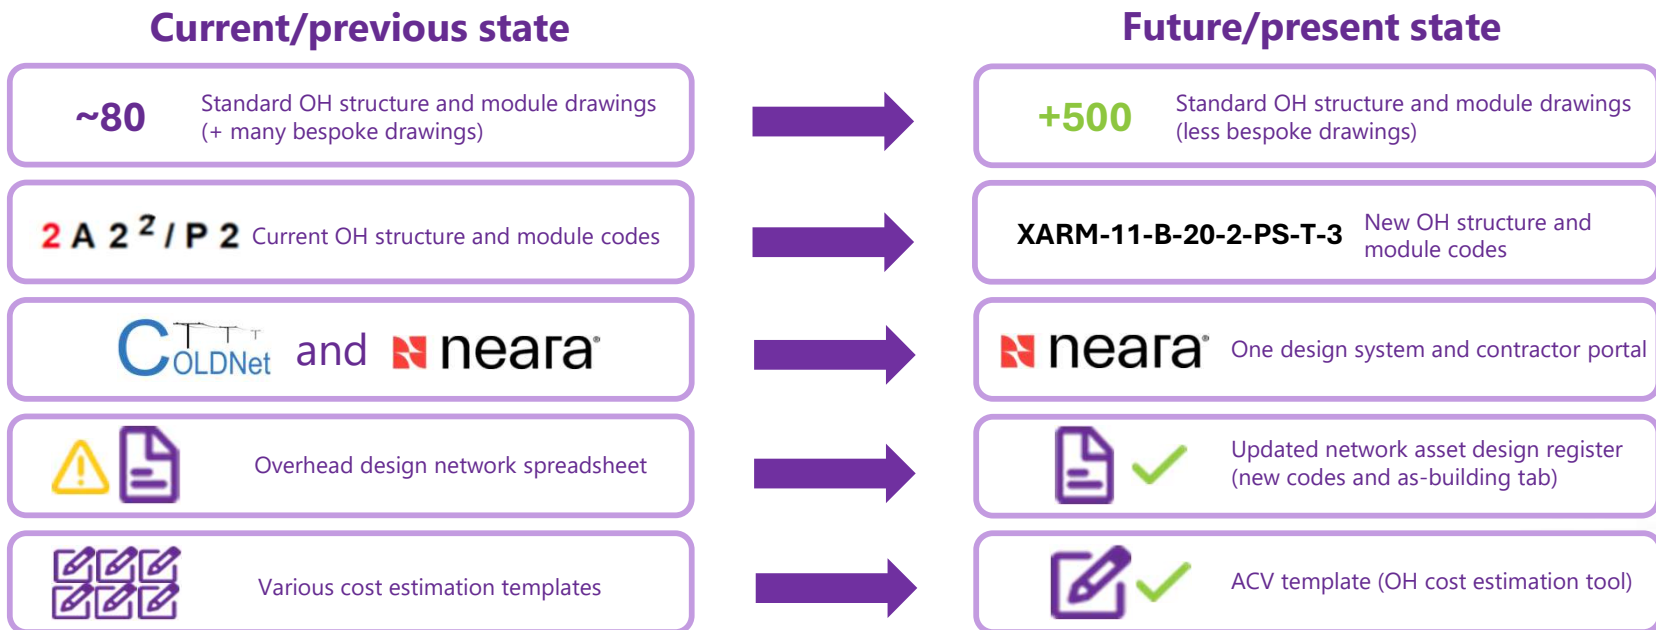 Current/previous state
Future/present state
~80
Standard OH structure and module drawings
(+ many bespoke drawings)
+500
Standard OH structure and module drawings
(less bespoke drawings)
2 A 2 ² / P 2
Current OH structure and module codes
XARM-11-B-20-2-PS-T-3
New OH structure and
module codes
COLDNet and neara®
neara®
One design system and contractor portal
Overhead design network spreadsheet
Updated network asset design register
(new codes and as-building tab)
Various cost estimation templates
ACV template (OH cost estimation tool)